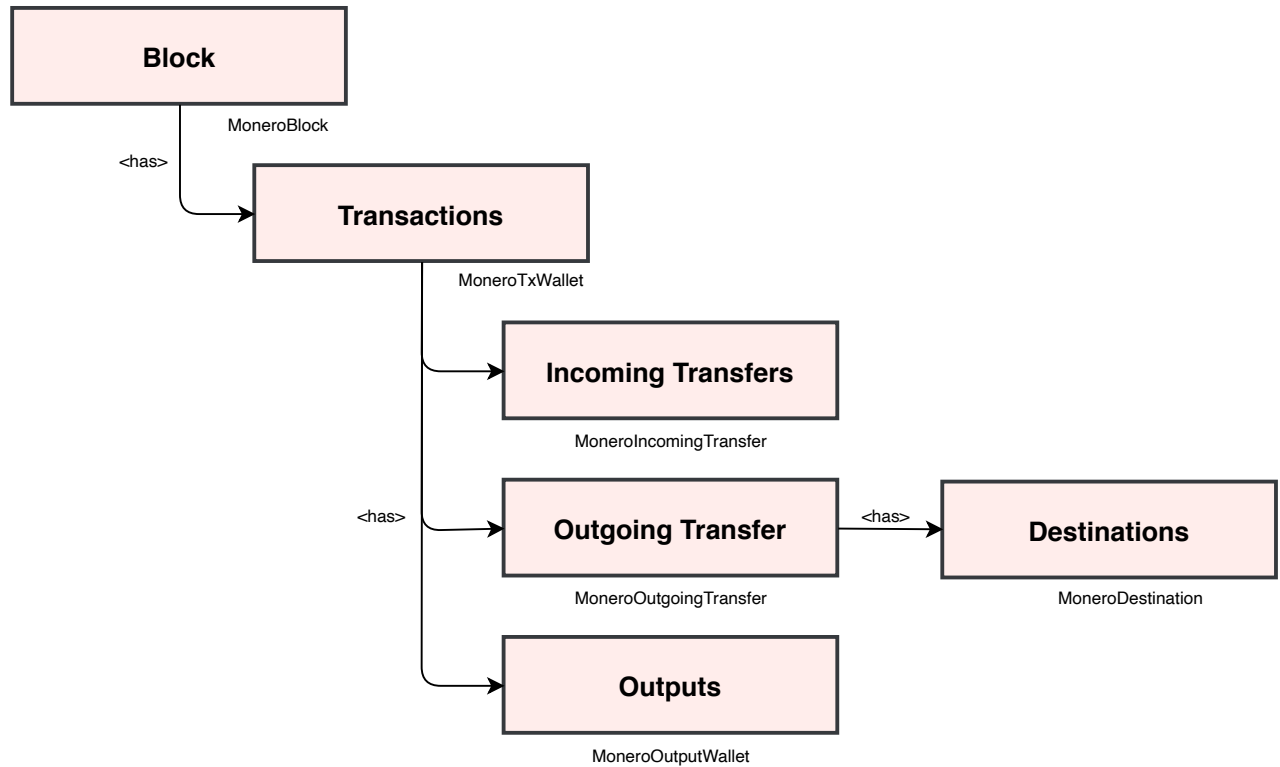 Block
MoneroBlock
<has>
Transactions
MoneroTxWallet
Incoming Transfers
MoneroIncomingTransfer
<has>
Outgoing Transfer
<has>
Destinations
MoneroOutgoingTransfer
MoneroDestination
Outputs
MoneroOutputWallet